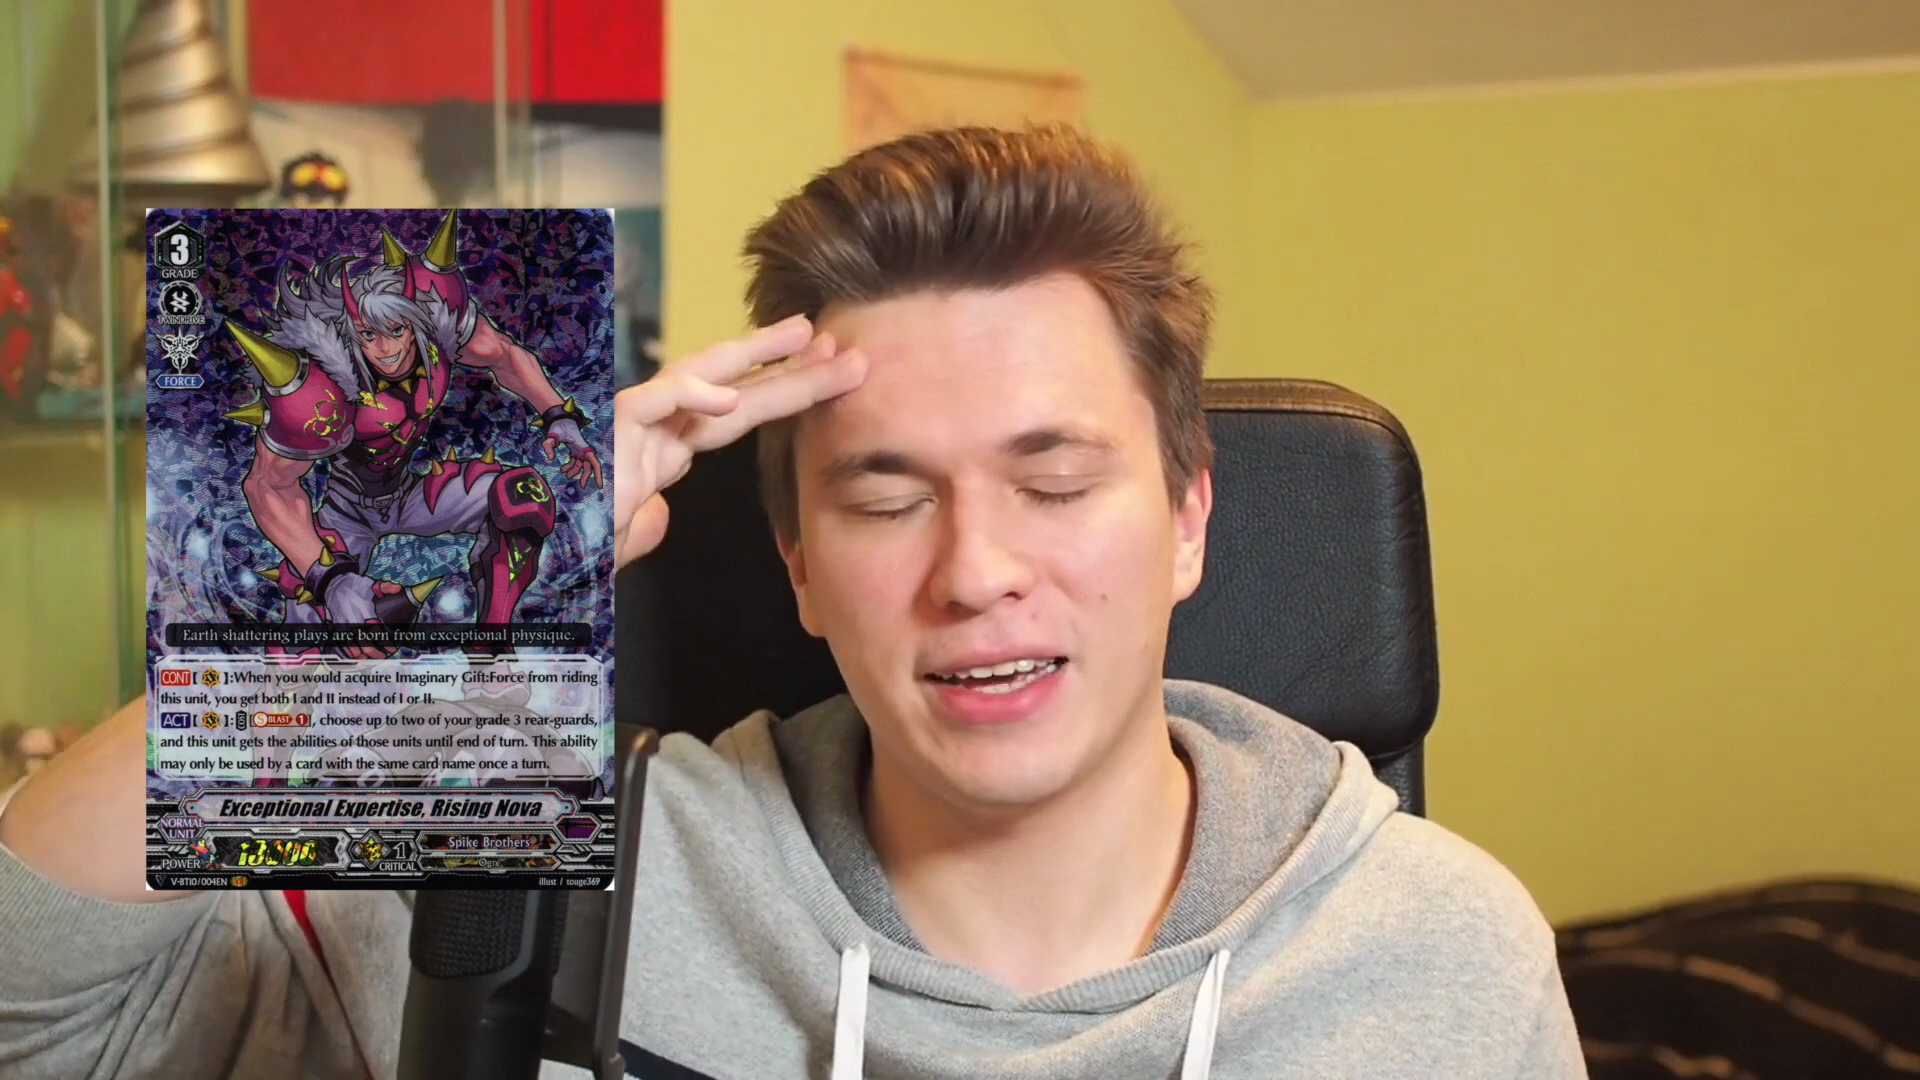 3
GRADE
TWINDRIVE
FORCE
Earth-shattering plays are born from exceptional physique.
CONT[ ]:When you would acquire Imaginary Gift:Force from riding
this unit, you get both I and II instead of I or II.
ACT[ ]:[SBLAST 1], choose up to two of your grade 3 rear-guards,
and this unit gets the abilities of those units until end of turn. This ability
may only be used by a card with the same card name once a turn.
Exceptional Expertise, Rising Nova
NORMAL
UNIT
POWER 13000
1
CRITICAL
Spike Brothers
Ogre
V-BT10/004EN VR
illust / touge369